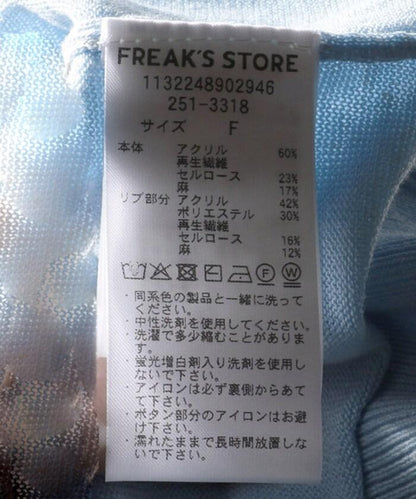 FREAK'S STORE
1132248902946
251-3318
サイズ F
本体 アクリル 60%
再生繊維
セルロース 23%
麻 17%
リブ部分 アクリル 42%
ポリエステル 30%
再生繊維
セルロース 16%
麻 12%
・同系色の製品と一緒に洗って
ください。
・中性洗剤を使用してください。
・洗濯で多少縮むことがありま
す。
・蛍光増白剤入り洗剤を使用し
ないで下さい。
・アイロンは必ず裏側からあて
て下さい。
・ボタン部分のアイロンはお避
け下さい。
・濡れたままで長時間放置しな
いで下さい。